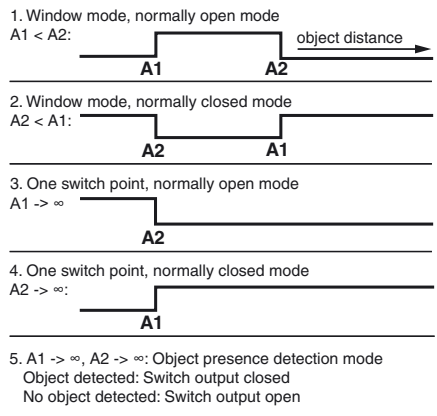 1. Window mode, normally open mode
A1 < A2:
object distance
A1 A2
2. Window mode, normally closed mode
A2 < A1:
A2 A1
3. One switch point, normally open mode
A1 -> ∞
A2
4. One switch point, normally closed mode
A2 -> ∞:
A1
5. A1 -> ∞, A2 -> ∞: Object presence detection mode
Object detected: Switch output closed
No object detected: Switch output open